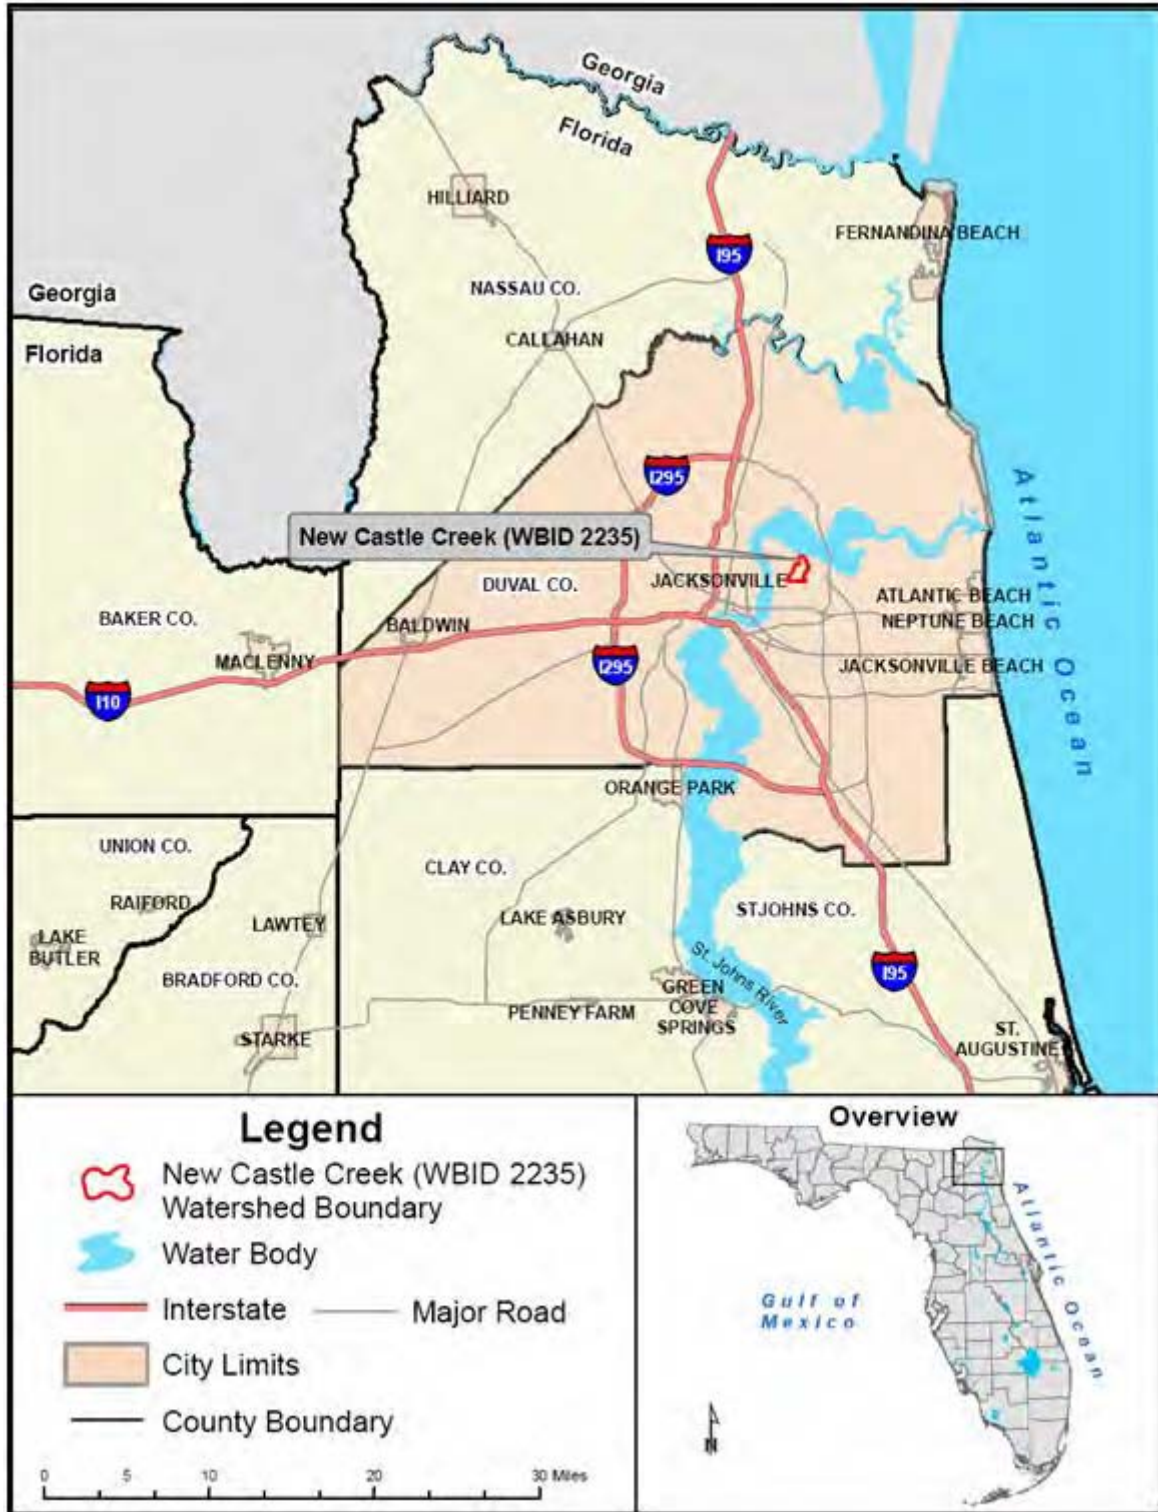 Georgia
Florida
HILLIARD
FERNANDINA BEACH
I95
Georgia
NASSAU CO.
CALLAHAN
Florida
I295
New Castle Creek (WBID 2235)
DUVAL CO.
JACKSONVILLE
ATLANTIC BEACH
NEPTUNE BEACH
JACKSONVILLE BEACH
Atlantic Ocean
BAKER CO.
BALDWIN
MACLENNY
I295
I10
ORANGE PARK
UNION CO.
CLAY CO.
RAIFORD
LAWTEY
LAKE ASBURY
STJOHNS CO.
LAKE
BUTLER
BRADFORD CO.
St. Johns River
I95
GREEN
COVE
SPRINGS
PENNEY FARM
STARKE
ST.
AUGUSTINE
Legend
New Castle Creek (WBID 2235)
Watershed Boundary
Water Body
Interstate
Major Road
City Limits
County Boundary
0 5 10 20 30 Miles
Overview
Atlantic Ocean
Gulf of
Mexico
N